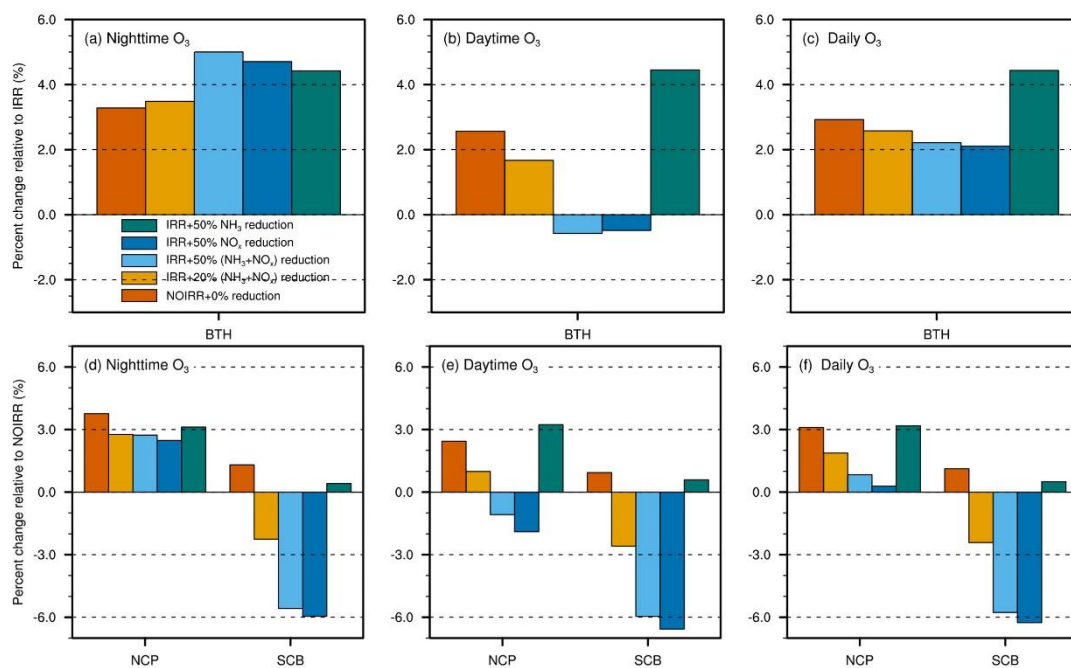 (a) Nighttime O₃
(b) Daytime O₃
(c) Daily O₃
Percent change relative to IRR (%)
6.0
4.0
2.0
0.0
-2.0
IRR+50% NH₃ reduction
IRR+50% NOₓ reduction
IRR+50% (NH₃+NOₓ) reduction
IRR+20% (NH₃+NOₓ) reduction
NOIRR+0% reduction
BTH
6.0
4.0
2.0
0.0
-2.0
BTH
6.0
4.0
2.0
0.0
-2.0
BTH
(d) Nighttime O₃
(e) Daytime O₃
(f) Daily O₃
Percent change relative to NOIRR (%)
6.0
3.0
0.0
-3.0
-6.0
NCP SCB
6.0
3.0
0.0
-3.0
-6.0
NCP SCB
6.0
3.0
0.0
-3.0
-6.0
NCP SCB